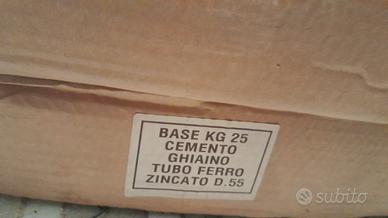 BASE KG 25
CEMENTO
GHIAINO
TUBO FERRO
ZINCATO D.55
subito